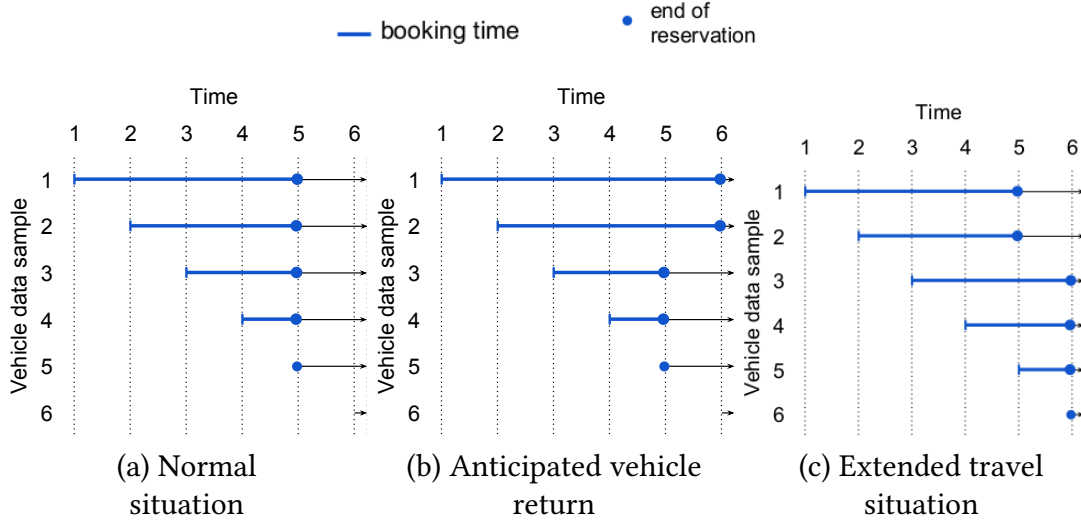 booking time
end of
reservation
Time
1 2 3 4 5 6
Vehicle data sample
1
2
3
4
5
6
(a) Normal
situation
Time
1 2 3 4 5 6
Vehicle data sample
1
2
3
4
5
6
(b) Anticipated vehicle
return
Time
1 2 3 4 5 6
Vehicle data sample
1
2
3
4
5
6
(c) Extended travel
situation